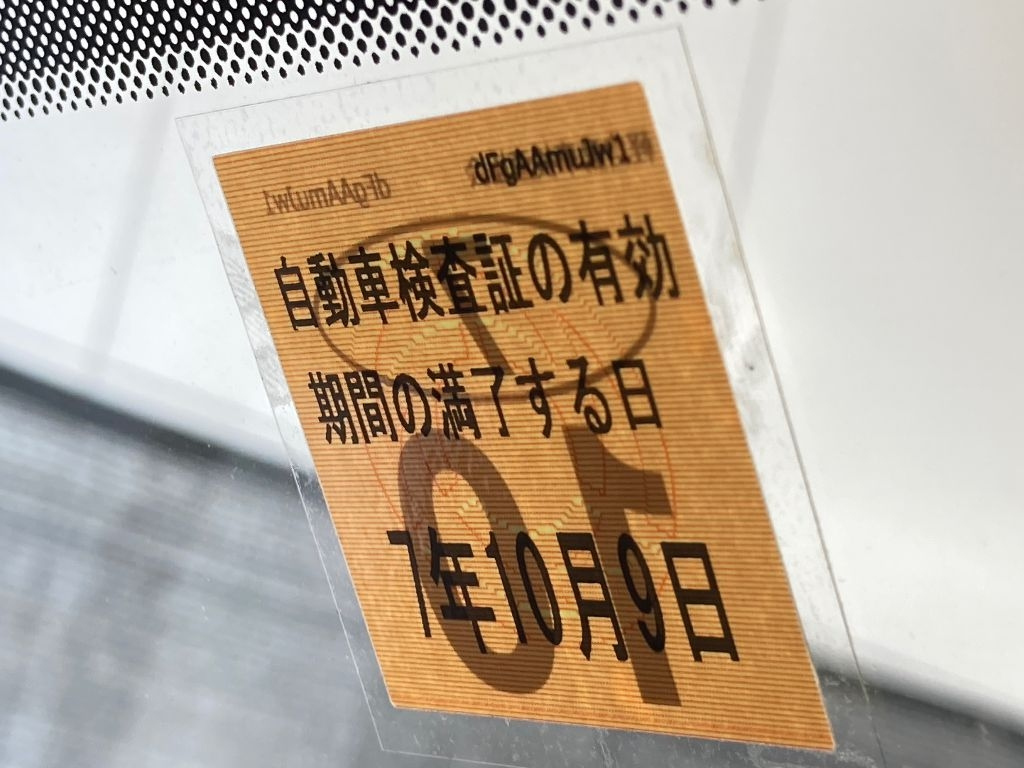 dFgAAmuJw1
自動車検査証の有効
期間の満了する日
7年10月9日